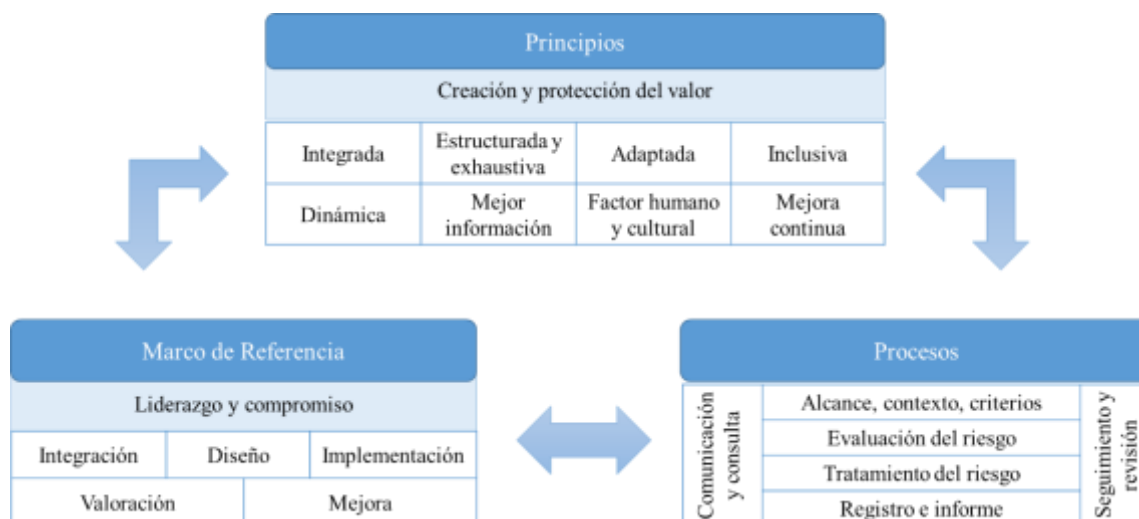 Principios
Creación y protección del valor
Integrada
Estructurada y
exhaustiva
Adaptada
Inclusiva
Dinámica
Mejor
información
Factor humano
y cultural
Mejora
continua
Marco de Referencia
Liderazgo y compromiso
Integración
Diseño
Implementación
Valoración
Mejora
Procesos
Comunicación
y consulta
Alcance, contexto, criterios
Evaluación del riesgo
Tratamiento del riesgo
Registro e informe
Seguimiento y
revisión